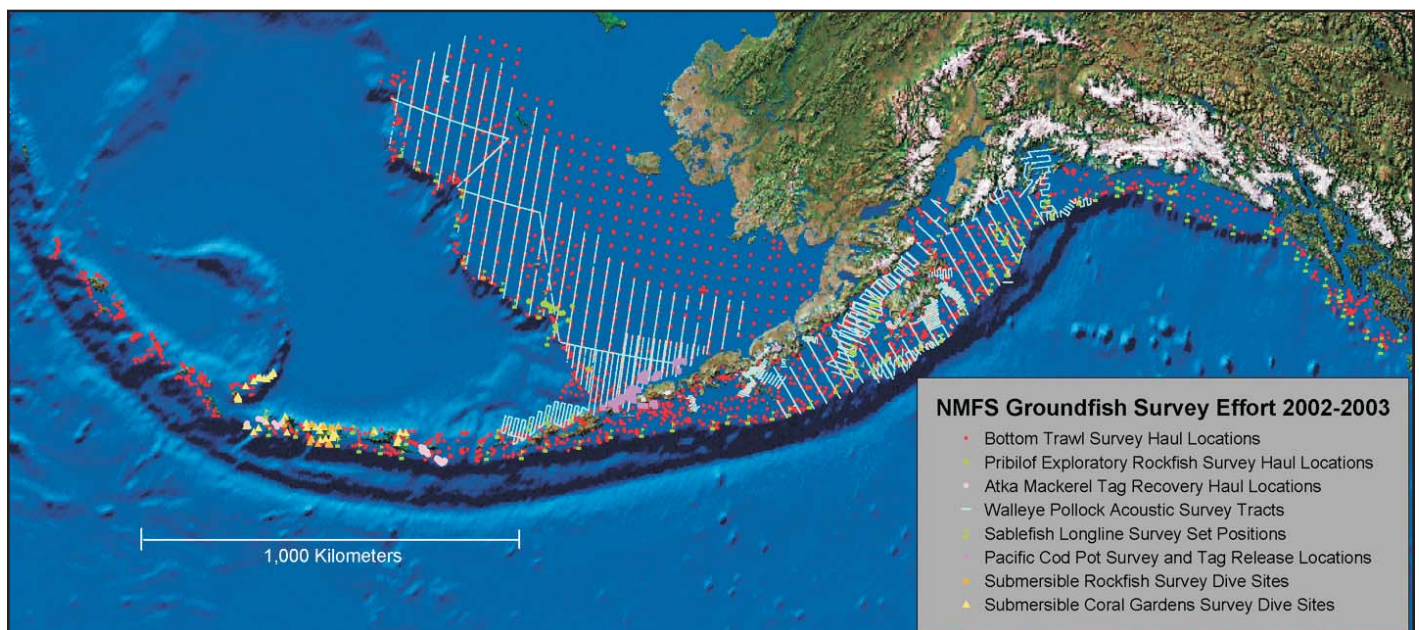 NMFS Groundfish Survey Effort 2002-2003
Bottom Trawl Survey Haul Locations
Pribilof Exploratory Rockfish Survey Haul Locations
Atka Mackerel Tag Recovery Haul Locations
Walleye Pollock Acoustic Survey Tracts
Sablefish Longline Survey Set Positions
Pacific Cod Pot Survey and Tag Release Locations
Submersible Rockfish Survey Dive Sites
Submersible Coral Gardens Survey Dive Sites
1,000 Kilometers